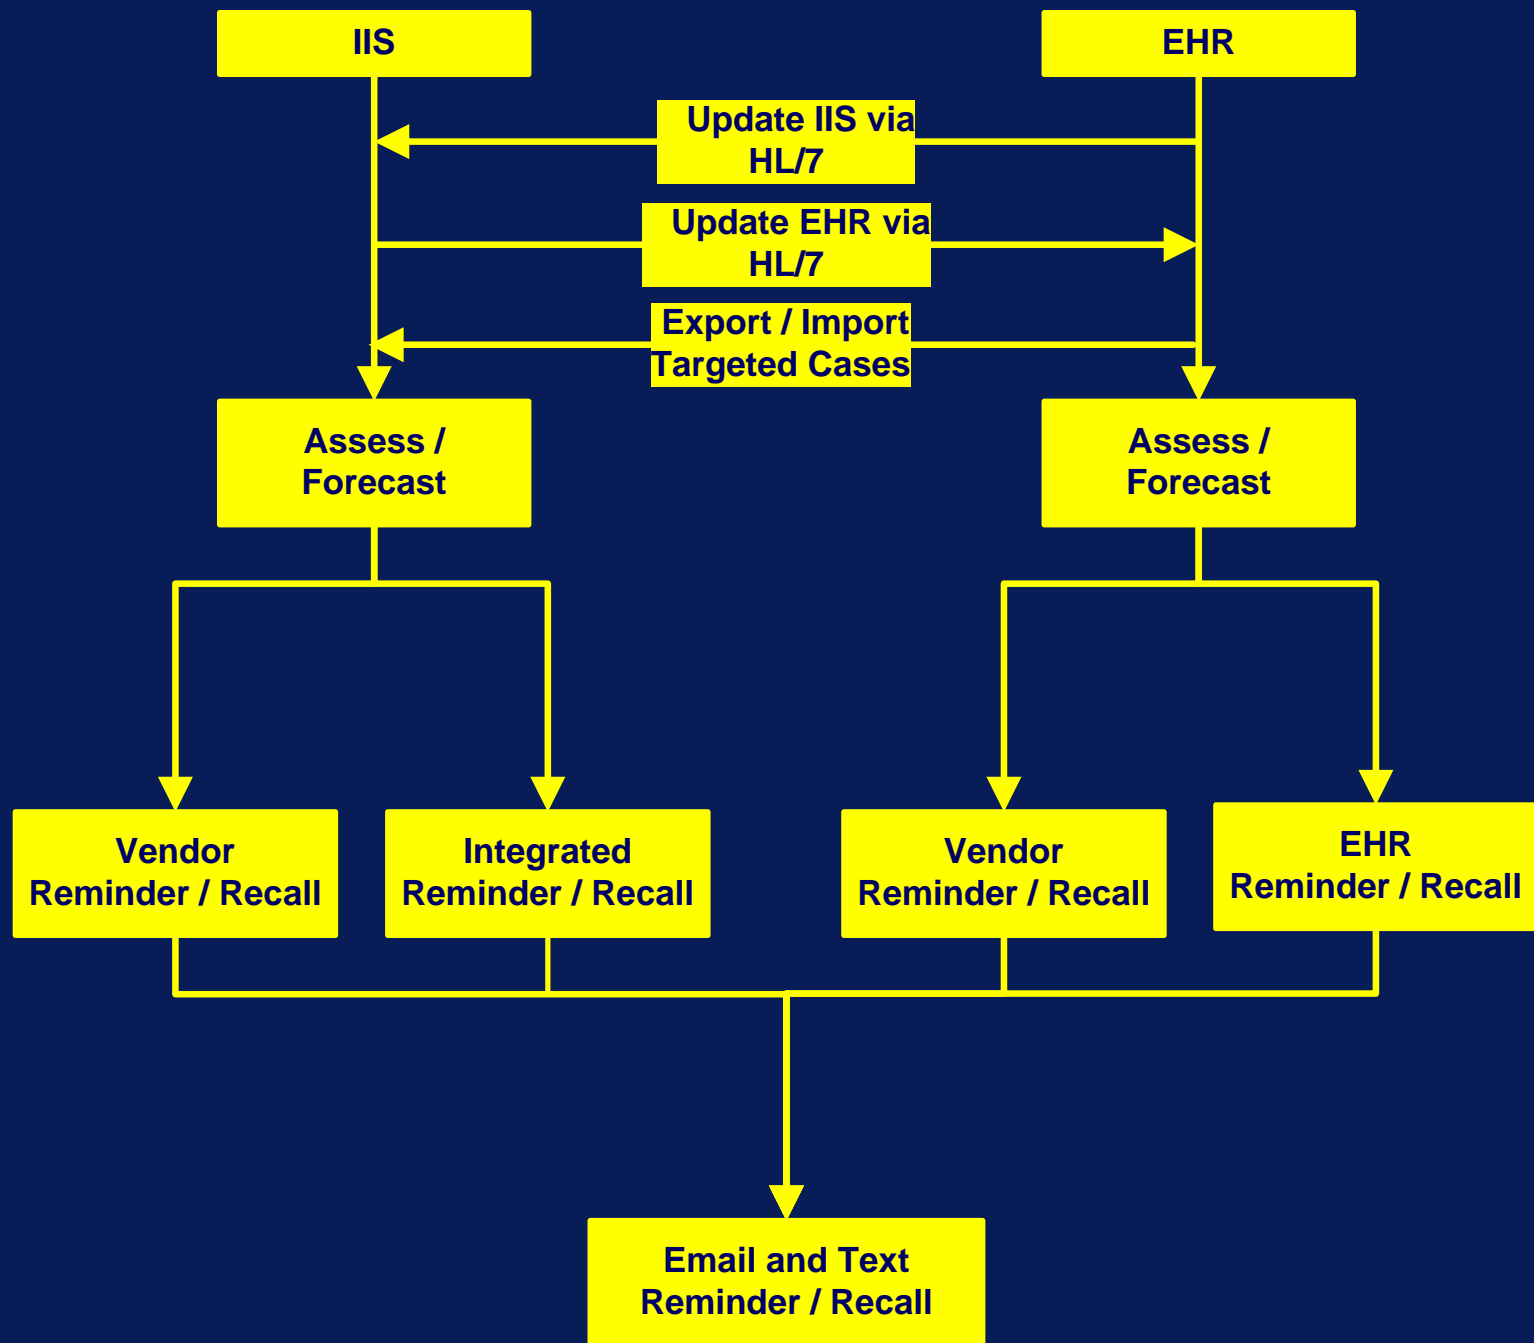 IIS
EHR
Update IIS via
HL/7
Update EHR via
HL/7
Export / Import
Targeted Cases
Assess /
Forecast
Assess /
Forecast
Vendor
Reminder / Recall
Integrated
Reminder / Recall
Vendor
Reminder / Recall
EHR
Reminder / Recall
Email and Text
Reminder / Recall